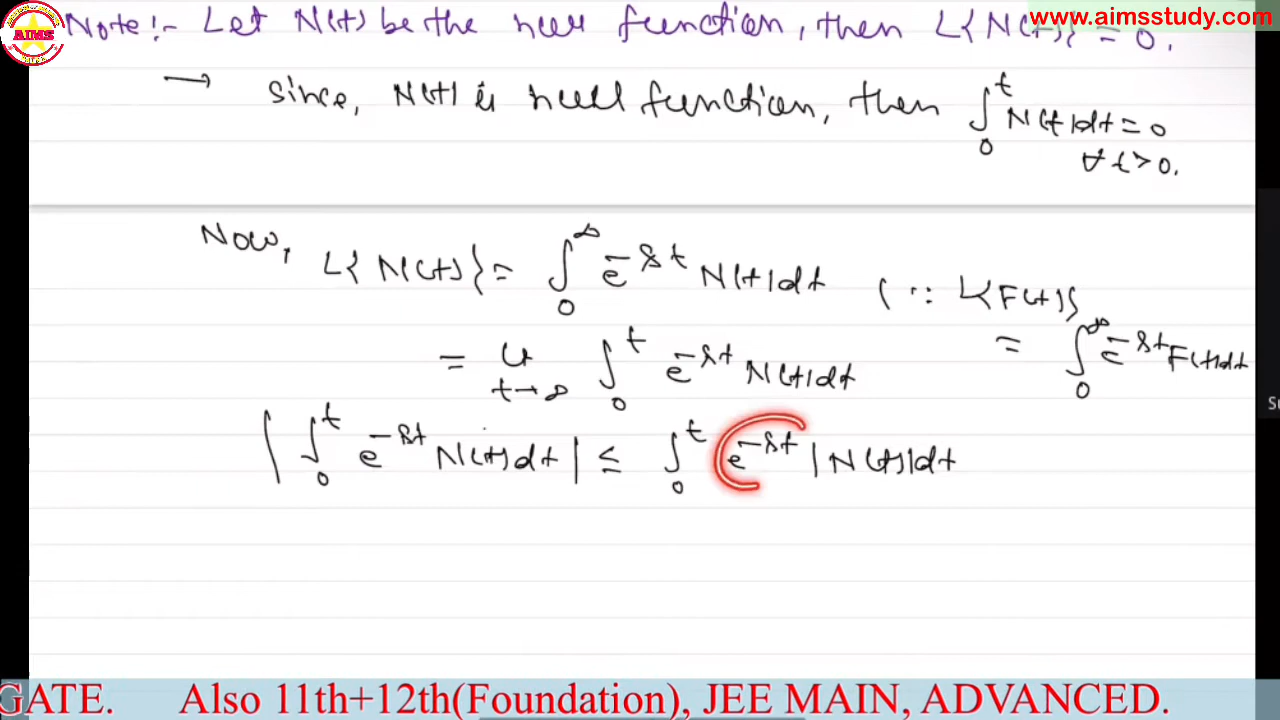 AIMS
www.aimsstudy.com
Note:- Let N(t) be the null function, then L{N(t)} = 0.
→ Since, N(t) is null function, then ∫₀ᵗ N(t)dt = 0
∀ t > 0.
Now, L{N(t)} = ∫₀^∞ e^{-st} N(t)dt (∵ L{F(t)}
= lt_{t→∞} ∫₀ᵗ e^{-st} N(t)dt = ∫₀^∞ e^{-st} F(t)dt
|∫₀ᵗ e^{-st} N(t)dt| ≤ ∫₀ᵗ e^{-st} |N(t)|dt
GATE. Also 11th+12th(Foundation), JEE MAIN, ADVANCED.